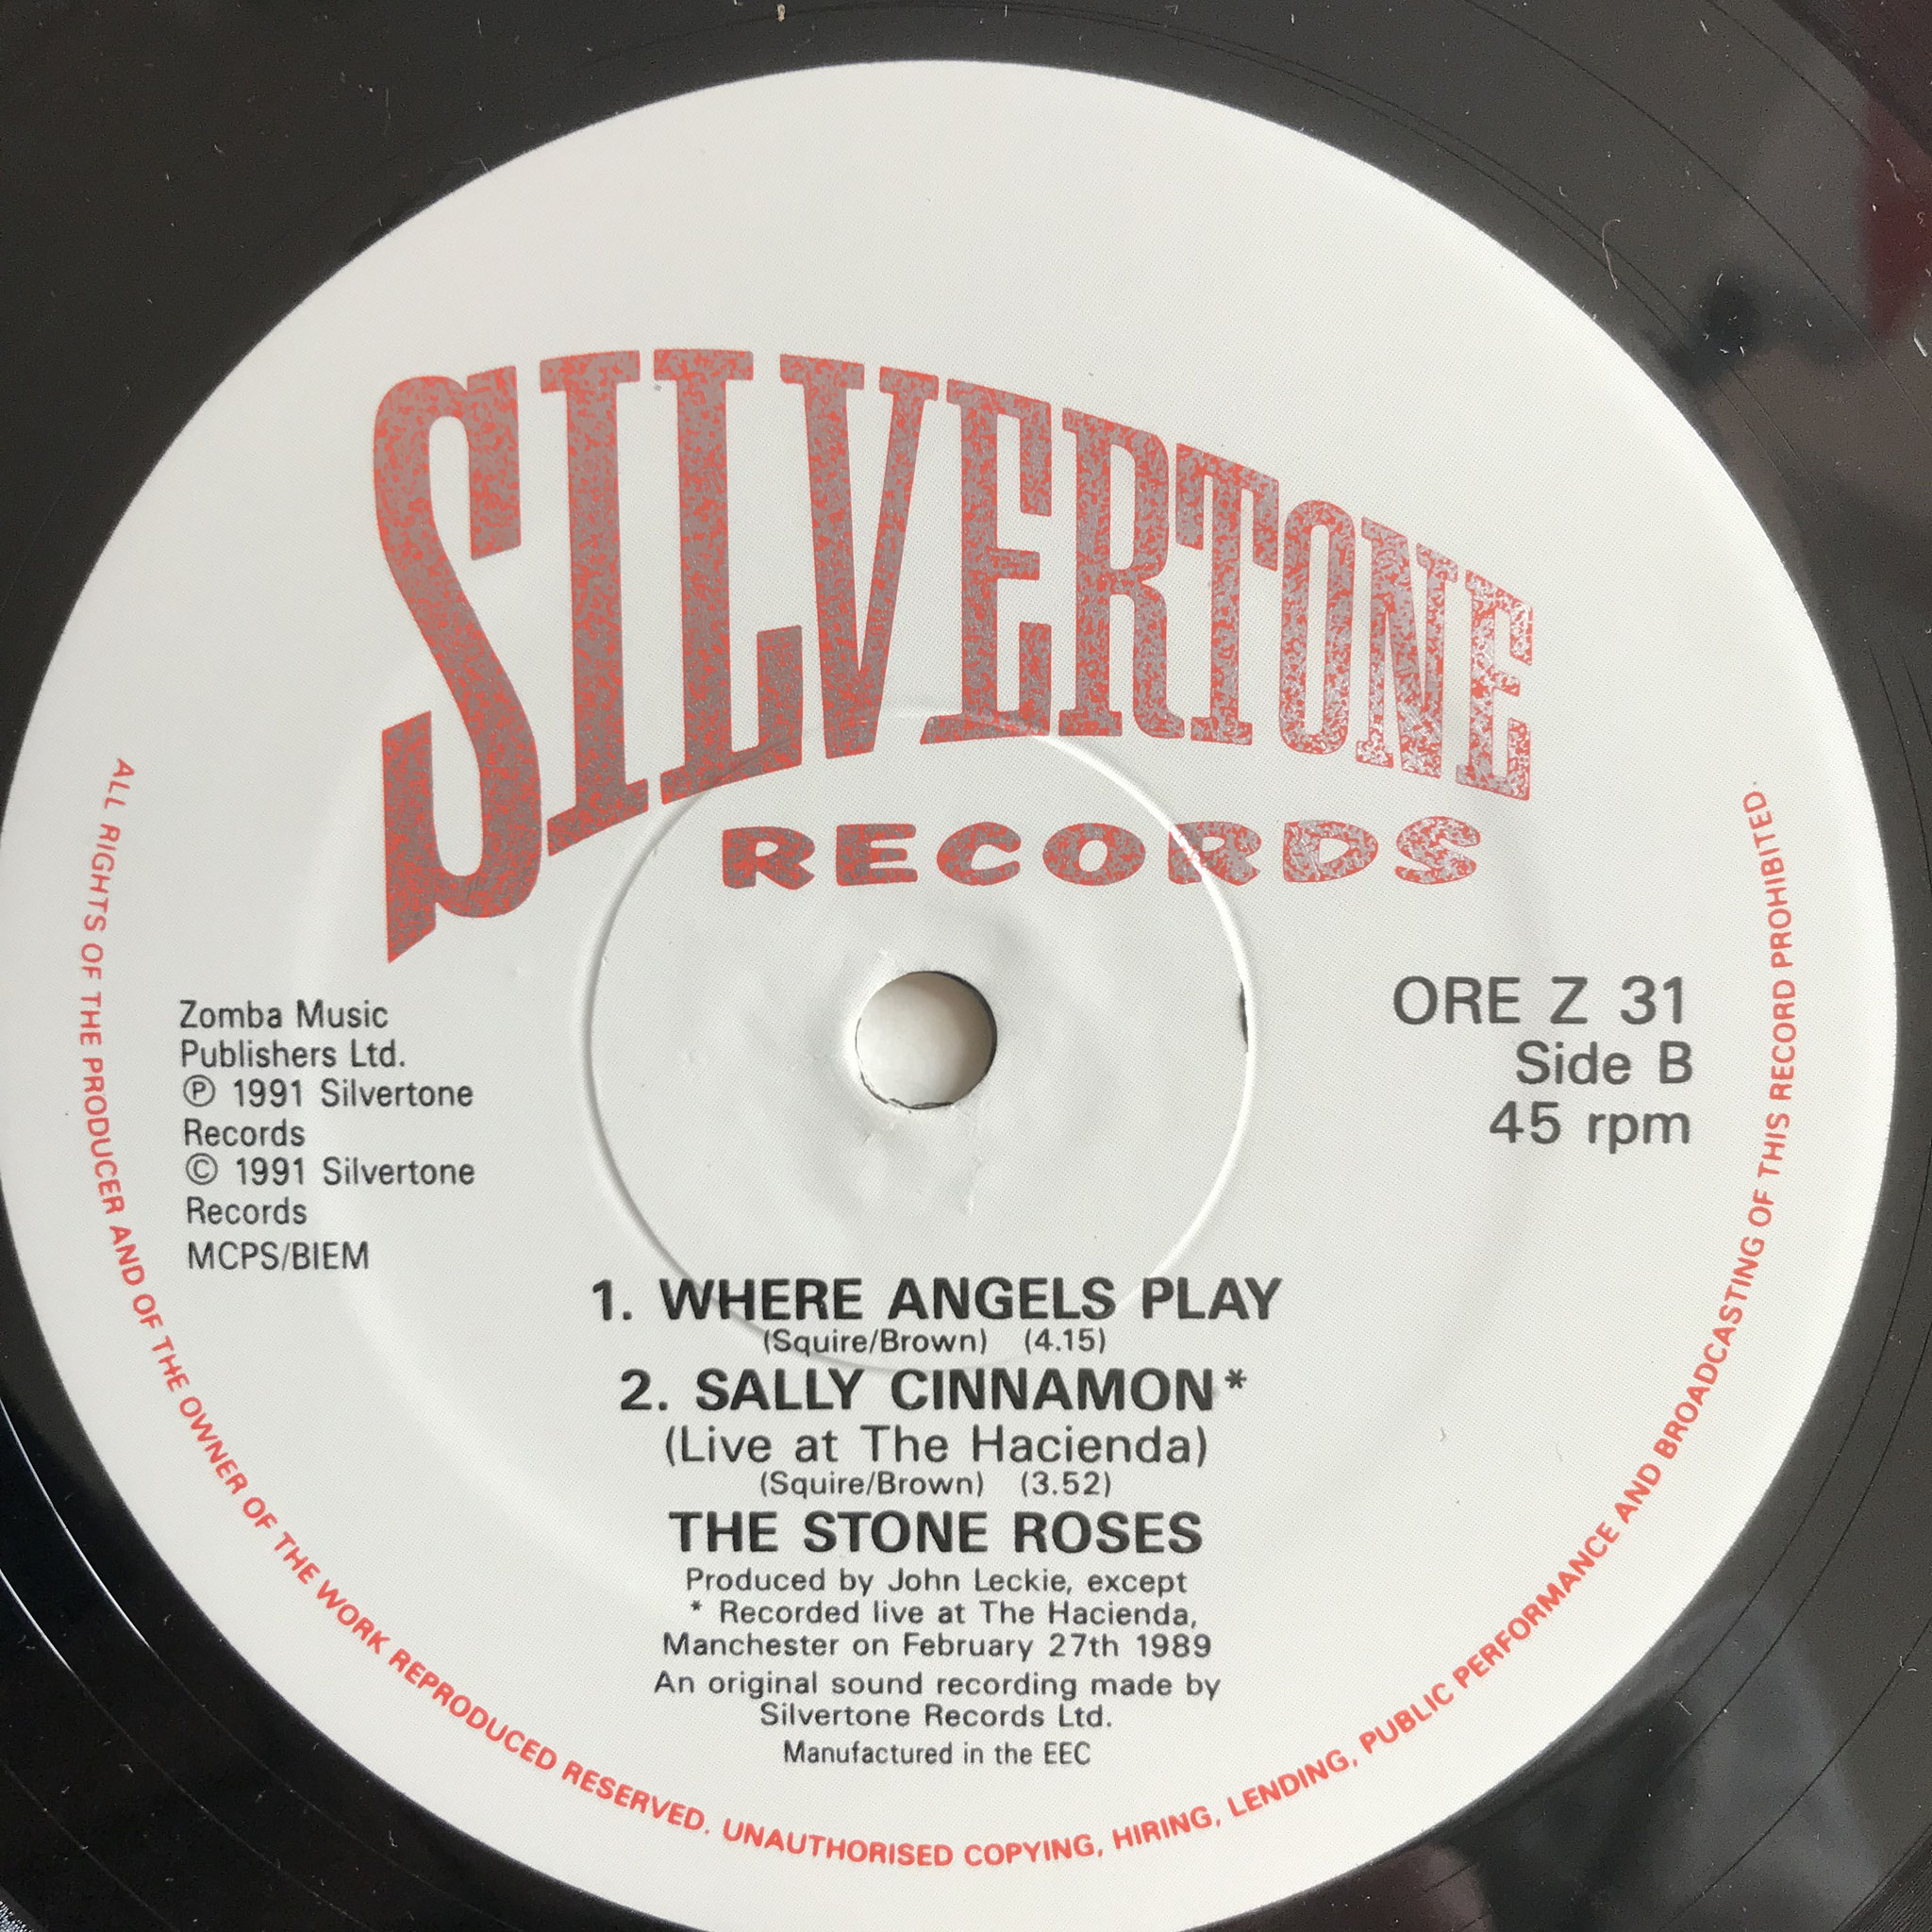 SILVERTONE
RECORDS
Zomba Music
Publishers Ltd.
℗ 1991 Silvertone
Records
© 1991 Silvertone
Records
MCPS/BIEM
ORE Z 31
Side B
45 rpm
1. WHERE ANGELS PLAY
(Squire/Brown) (4.15)
2. SALLY CINNAMON*
(Live at The Hacienda)
(Squire/Brown) (3.52)
THE STONE ROSES
Produced by John Leckie, except
* Recorded live at The Hacienda,
Manchester on February 27th 1989
An original sound recording made by
Silvertone Records Ltd.
Manufactured in the EEC
ALL RIGHTS OF THE PRODUCER AND OF THE OWNER OF THE WORK REPRODUCED RESERVED. UNAUTHORISED COPYING, HIRING, LENDING, PUBLIC PERFORMANCE AND BROADCASTING OF THIS RECORD PROHIBITED.